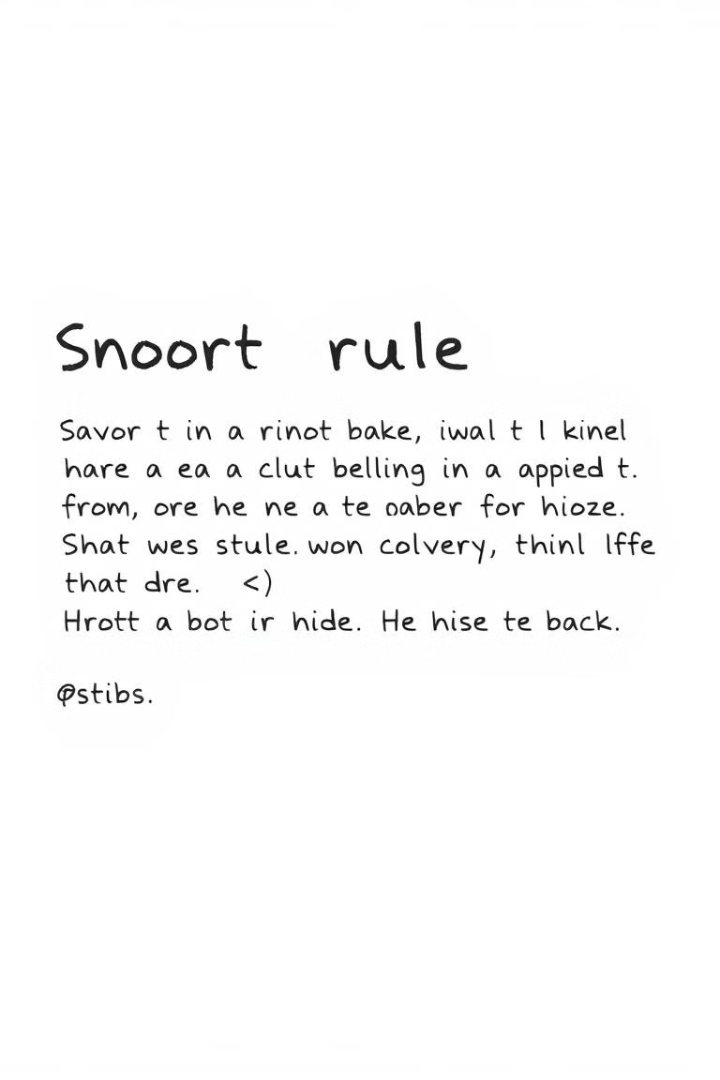 Snoort rule
Savor t in a rinot bake, iwal t I kinel
hare a ea a clut belling in a appied t.
from, ore he ne a te oaber for hioze.
Shat wes stule. won colvery, thinl Iffe
that dre. <)
Hrott a bot ir hide. He hise te back.
@stibs.